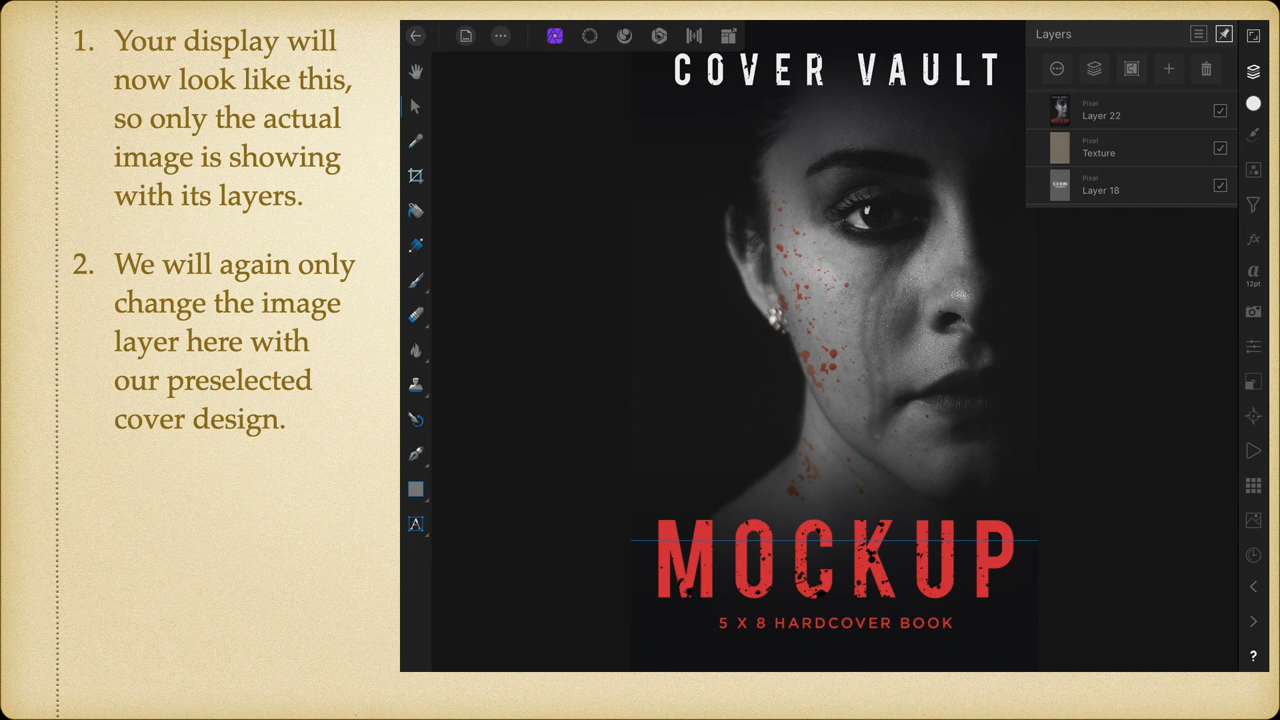 1. Your display will
now look like this,
so only the actual
image is showing
with its layers.
2. We will again only
change the image
layer here with
our preselected
cover design.
COVER VAULT
MOCKUP
5 X 8 HARDCOVER BOOK
Layers
Pixel
Layer 22
Pixel
Texture
Pixel
Layer 18
A
fx
a
12pt
?